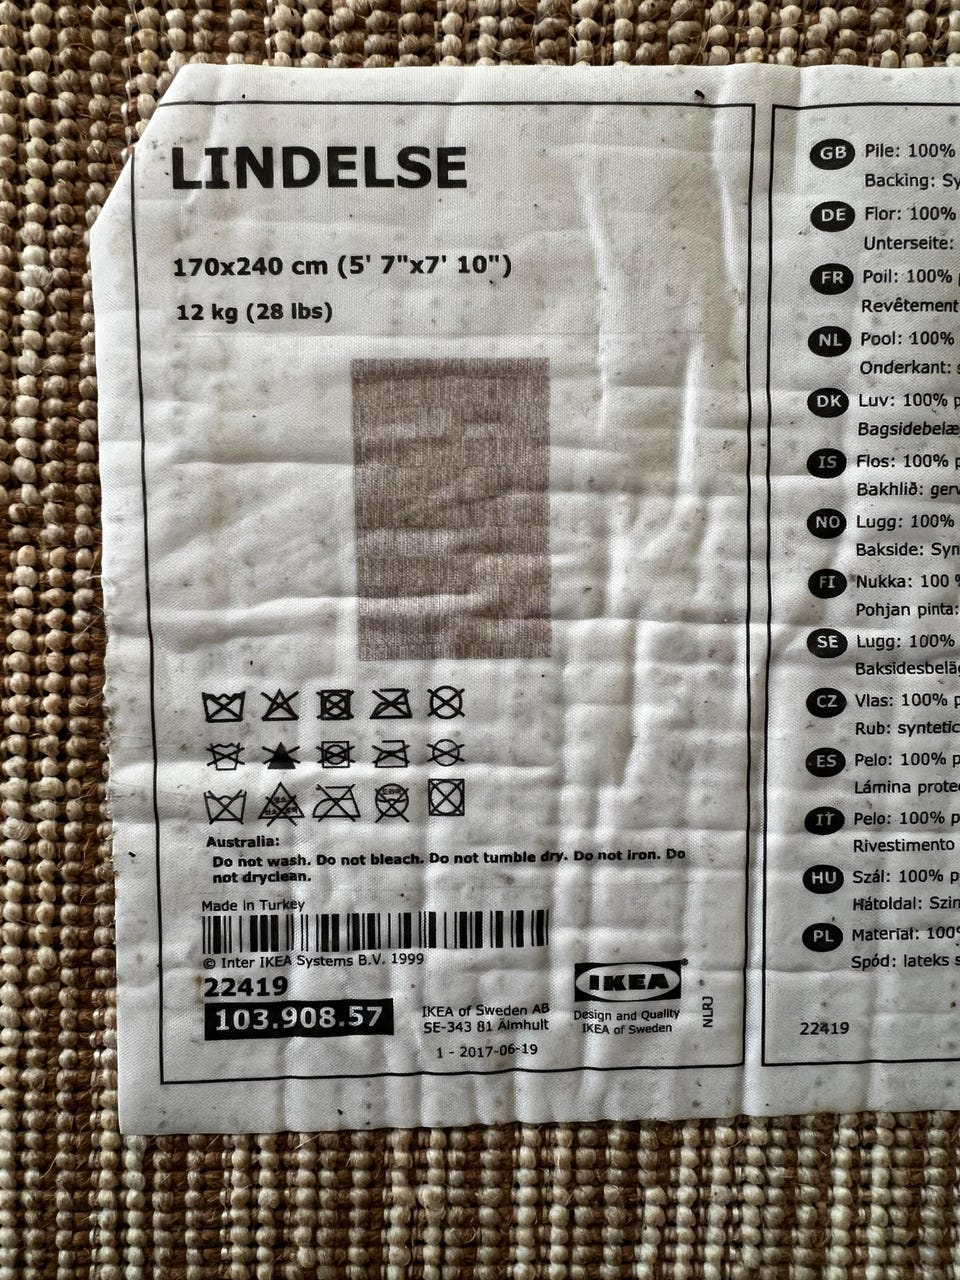 LINDELSE
170x240 cm (5' 7"x7' 10")
12 kg (28 lbs)
Australia:
Do not wash. Do not bleach. Do not tumble dry. Do not iron. Do
not dryclean.
Made in Turkey
© Inter IKEA Systems B.V. 1999
22419
103.908.57
IKEA of Sweden AB
SE-343 81 Älmhult
1 - 2017-06-19
IKEA®
Design and Quality
IKEA of Sweden
NLRJ
GB Pile: 100%
Backing: Sy
DE Flor: 100%
Unterseite:
FR Poil: 100% p
Revêtement
NL Pool: 100%
Onderkant: s
DK Luv: 100% p
Bagsidebelæ
IS Flos: 100% p
Bakhlið: gerv
NO Lugg: 100%
Bakside: Syn
FI Nukka: 100 %
Pohjan pinta:
SE Lugg: 100%
Baksidesbeläg
CZ Vlas: 100% p
Rub: syntetic
ES Pelo: 100% p
Lámina prote
IT Pelo: 100% p
Rivestimento
HU Szál: 100% p
Hátoldal: Szin
PL Materiał: 100%
Spód: lateks s
22419